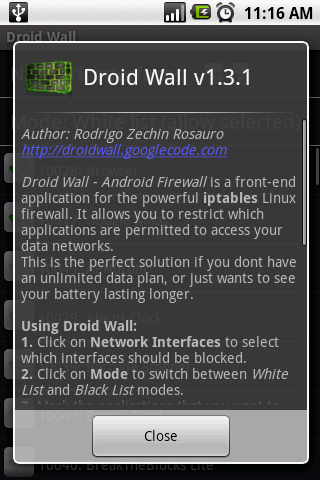 11:16 AM
Droid Wall
Droid Wall v1.3.1
Mode: White list (allow selected)
Author: Rodrigo Zechin Rosauro
http://droidwall.googlecode.com
10028: Browser
Droid Wall - Android Firewall is a front-end
application for the powerful iptables Linux
firewall. It allows you to restrict which
applications are permitted to access your
data networks.
This is the perfect solution if you dont have
an unlimited data plan, or just wants to see
your battery lasting longer.
Using Droid Wall:
1. Click on Network Interfaces to select
which interfaces should be blocked.
2. Click on Mode to switch between White
List and Black List modes.
Close
10040: BreakTheBlocks Lite